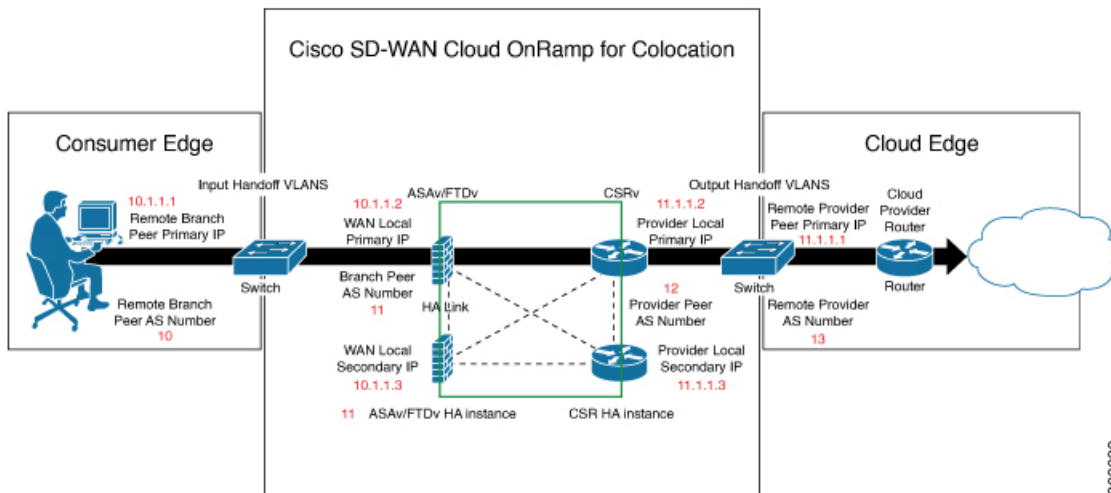 Cisco SD-WAN Cloud OnRamp for Colocation
Consumer Edge
10.1.1.1
Remote Branch
Peer Primary IP
Remote Branch
Peer AS Number
10
Input Handoff VLANS
Switch
10.1.1.2
WAN Local
Primary IP
ASAv/FTDv
Branch Peer
AS Number
11
HA Link
WAN Local
Secondary IP
10.1.1.3
11 ASAv/FTDv HA instance
CSRv
11.1.1.2
Provider Local
Primary IP
12
Provider Peer
AS Number
Provider Local
Secondary IP
11.1.1.3
CSR HA instance
Output Handoff VLANS
Switch
Cloud Edge
Remote Provider
Peer Primary IP
11.1.1.1
Remote Provider
AS Number
13
Cloud
Provider
Router
Router